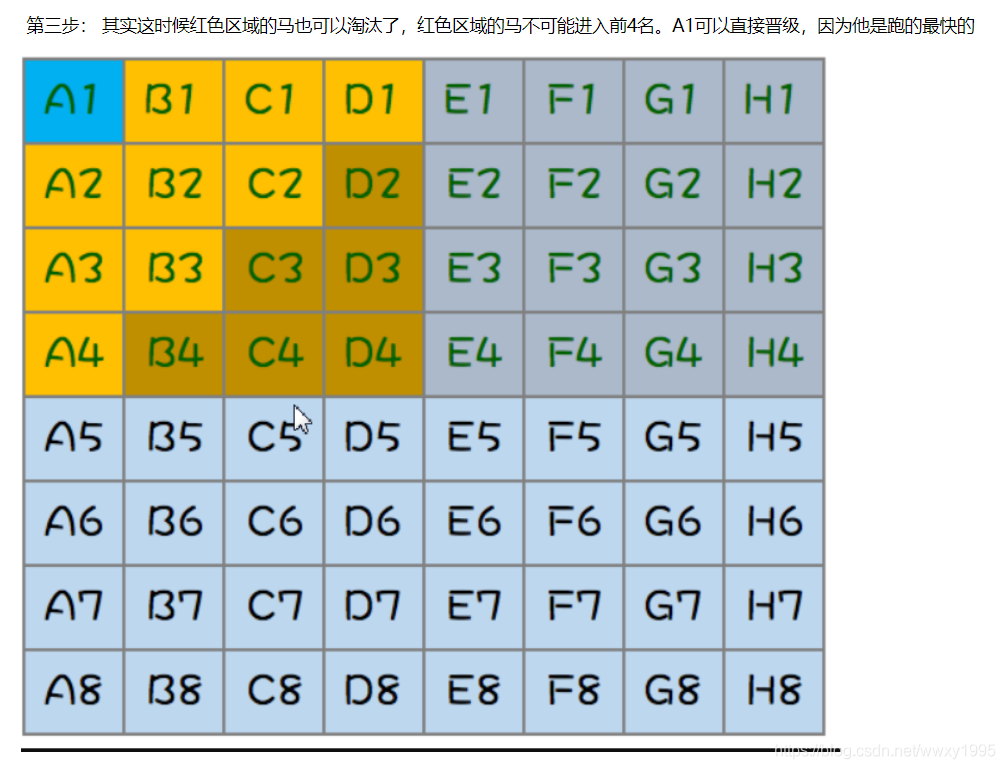 第三步： 其实这时候红色区域的马也可以淘汰了，红色区域的马不可能进入前4名。A1可以直接晋级，因为他是跑的最快的
A1 B1 C1 D1 E1 F1 G1 H1
A2 B2 C2 D2 E2 F2 G2 H2
A3 B3 C3 D3 E3 F3 G3 H3
A4 B4 C4 D4 E4 F4 G4 H4
A5 B5 C5 D5 E5 F5 G5 H5
A6 B6 C6 D6 E6 F6 G6 H6
A7 B7 C7 D7 E7 F7 G7 H7
A8 B8 C8 D8 E8 F8 G8 H8
https://blog.csdn.net/wwxy1995